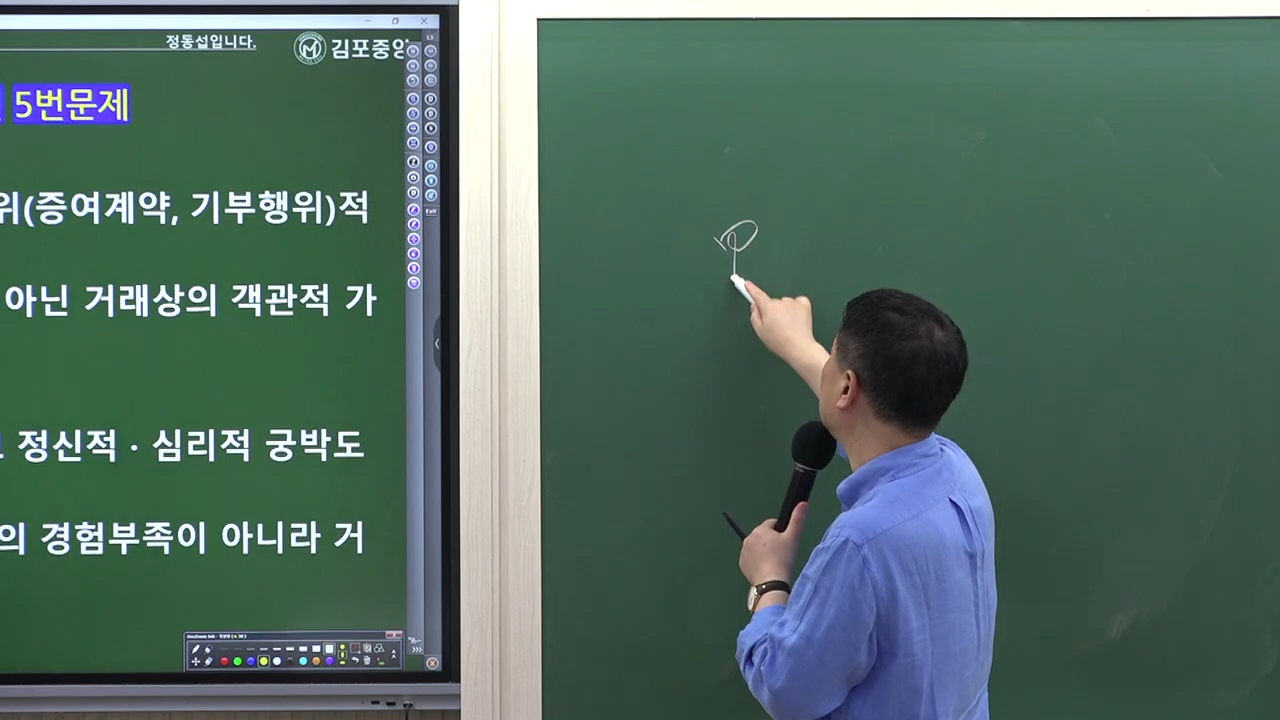 정동섭입니다.
김포중앙
5번문제
위(증여계약, 기부행위)적
아닌 거래상의 객관적 가
정신적 · 심리적 궁박도
의 경험부족이 아니라 거
Exit